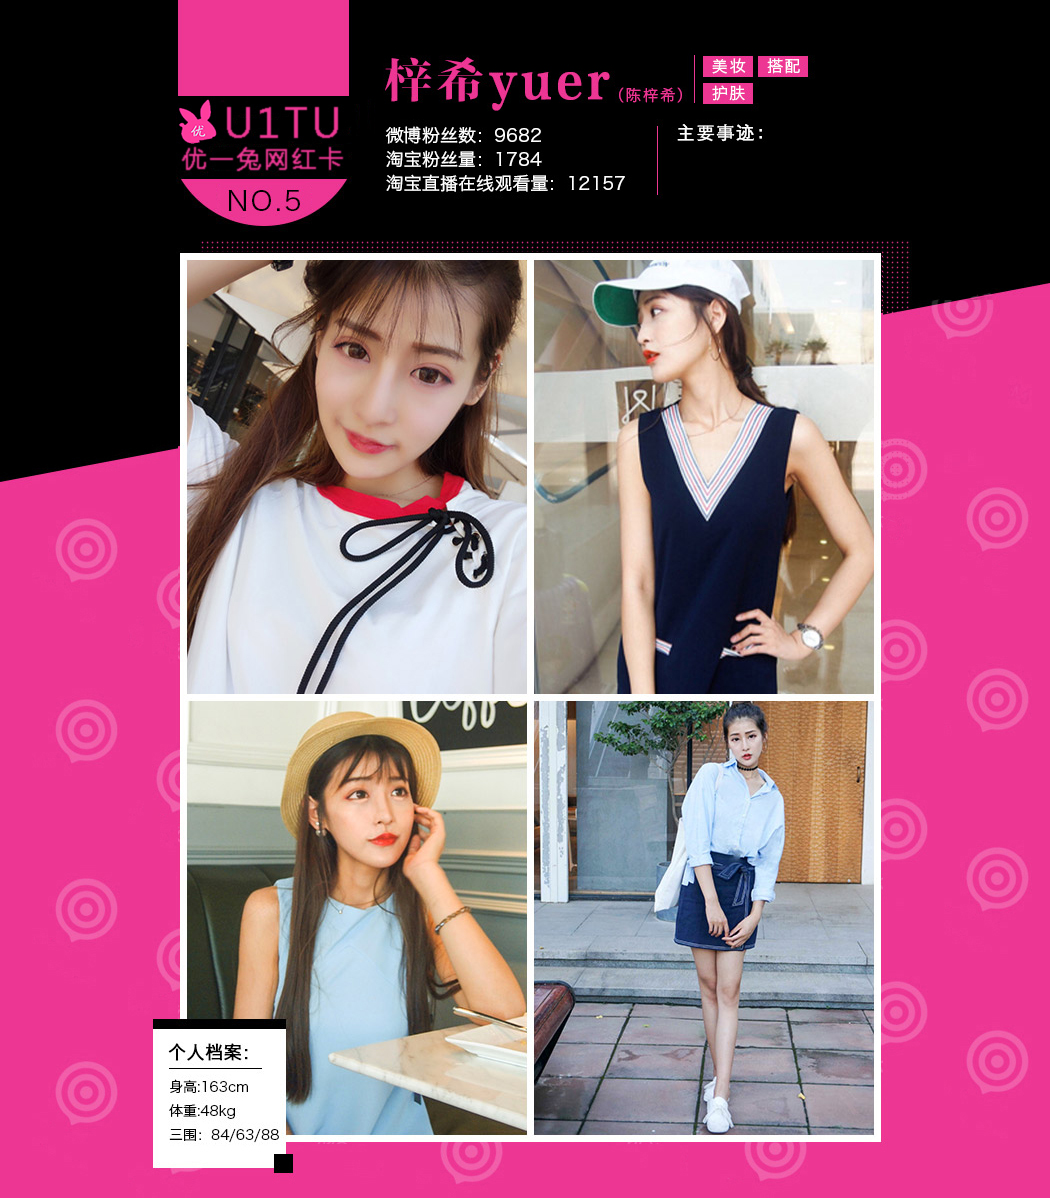 优
U1TU
优一兔网红卡
NO.5
梓希yuer(陈梓希)
美妆 搭配
护肤
微博粉丝数：9682
淘宝粉丝量：1784
淘宝直播在线观看量：12157
主要事迹：
个人档案：
身高:163cm
体重:48kg
三围：84/63/88